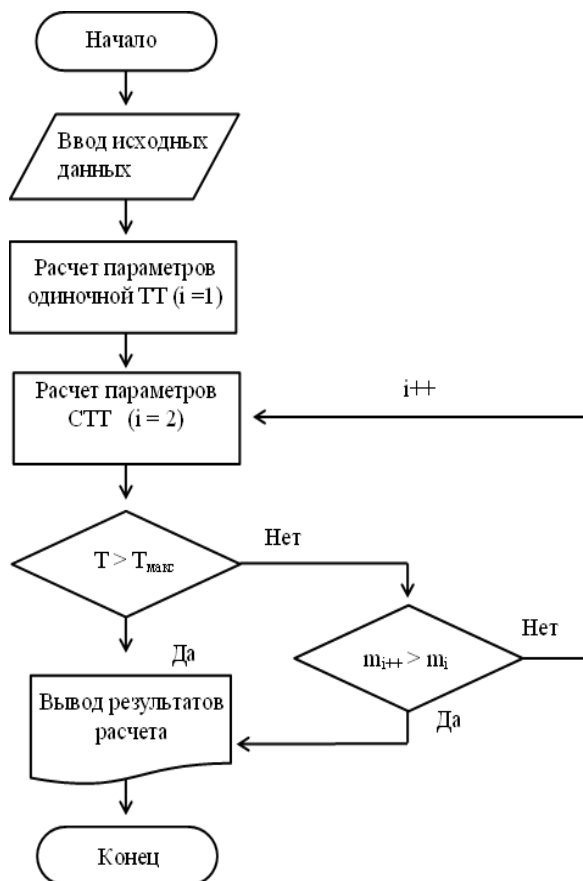 Начало
Ввод исходных
данных
Расчет параметров
одиночной ТТ (i =1)
Расчет параметров
СТТ (i = 2)
i++
T > Tмакс
Нет
Да
mi++ > mi
Нет
Да
Вывод результатов
расчета
Конец